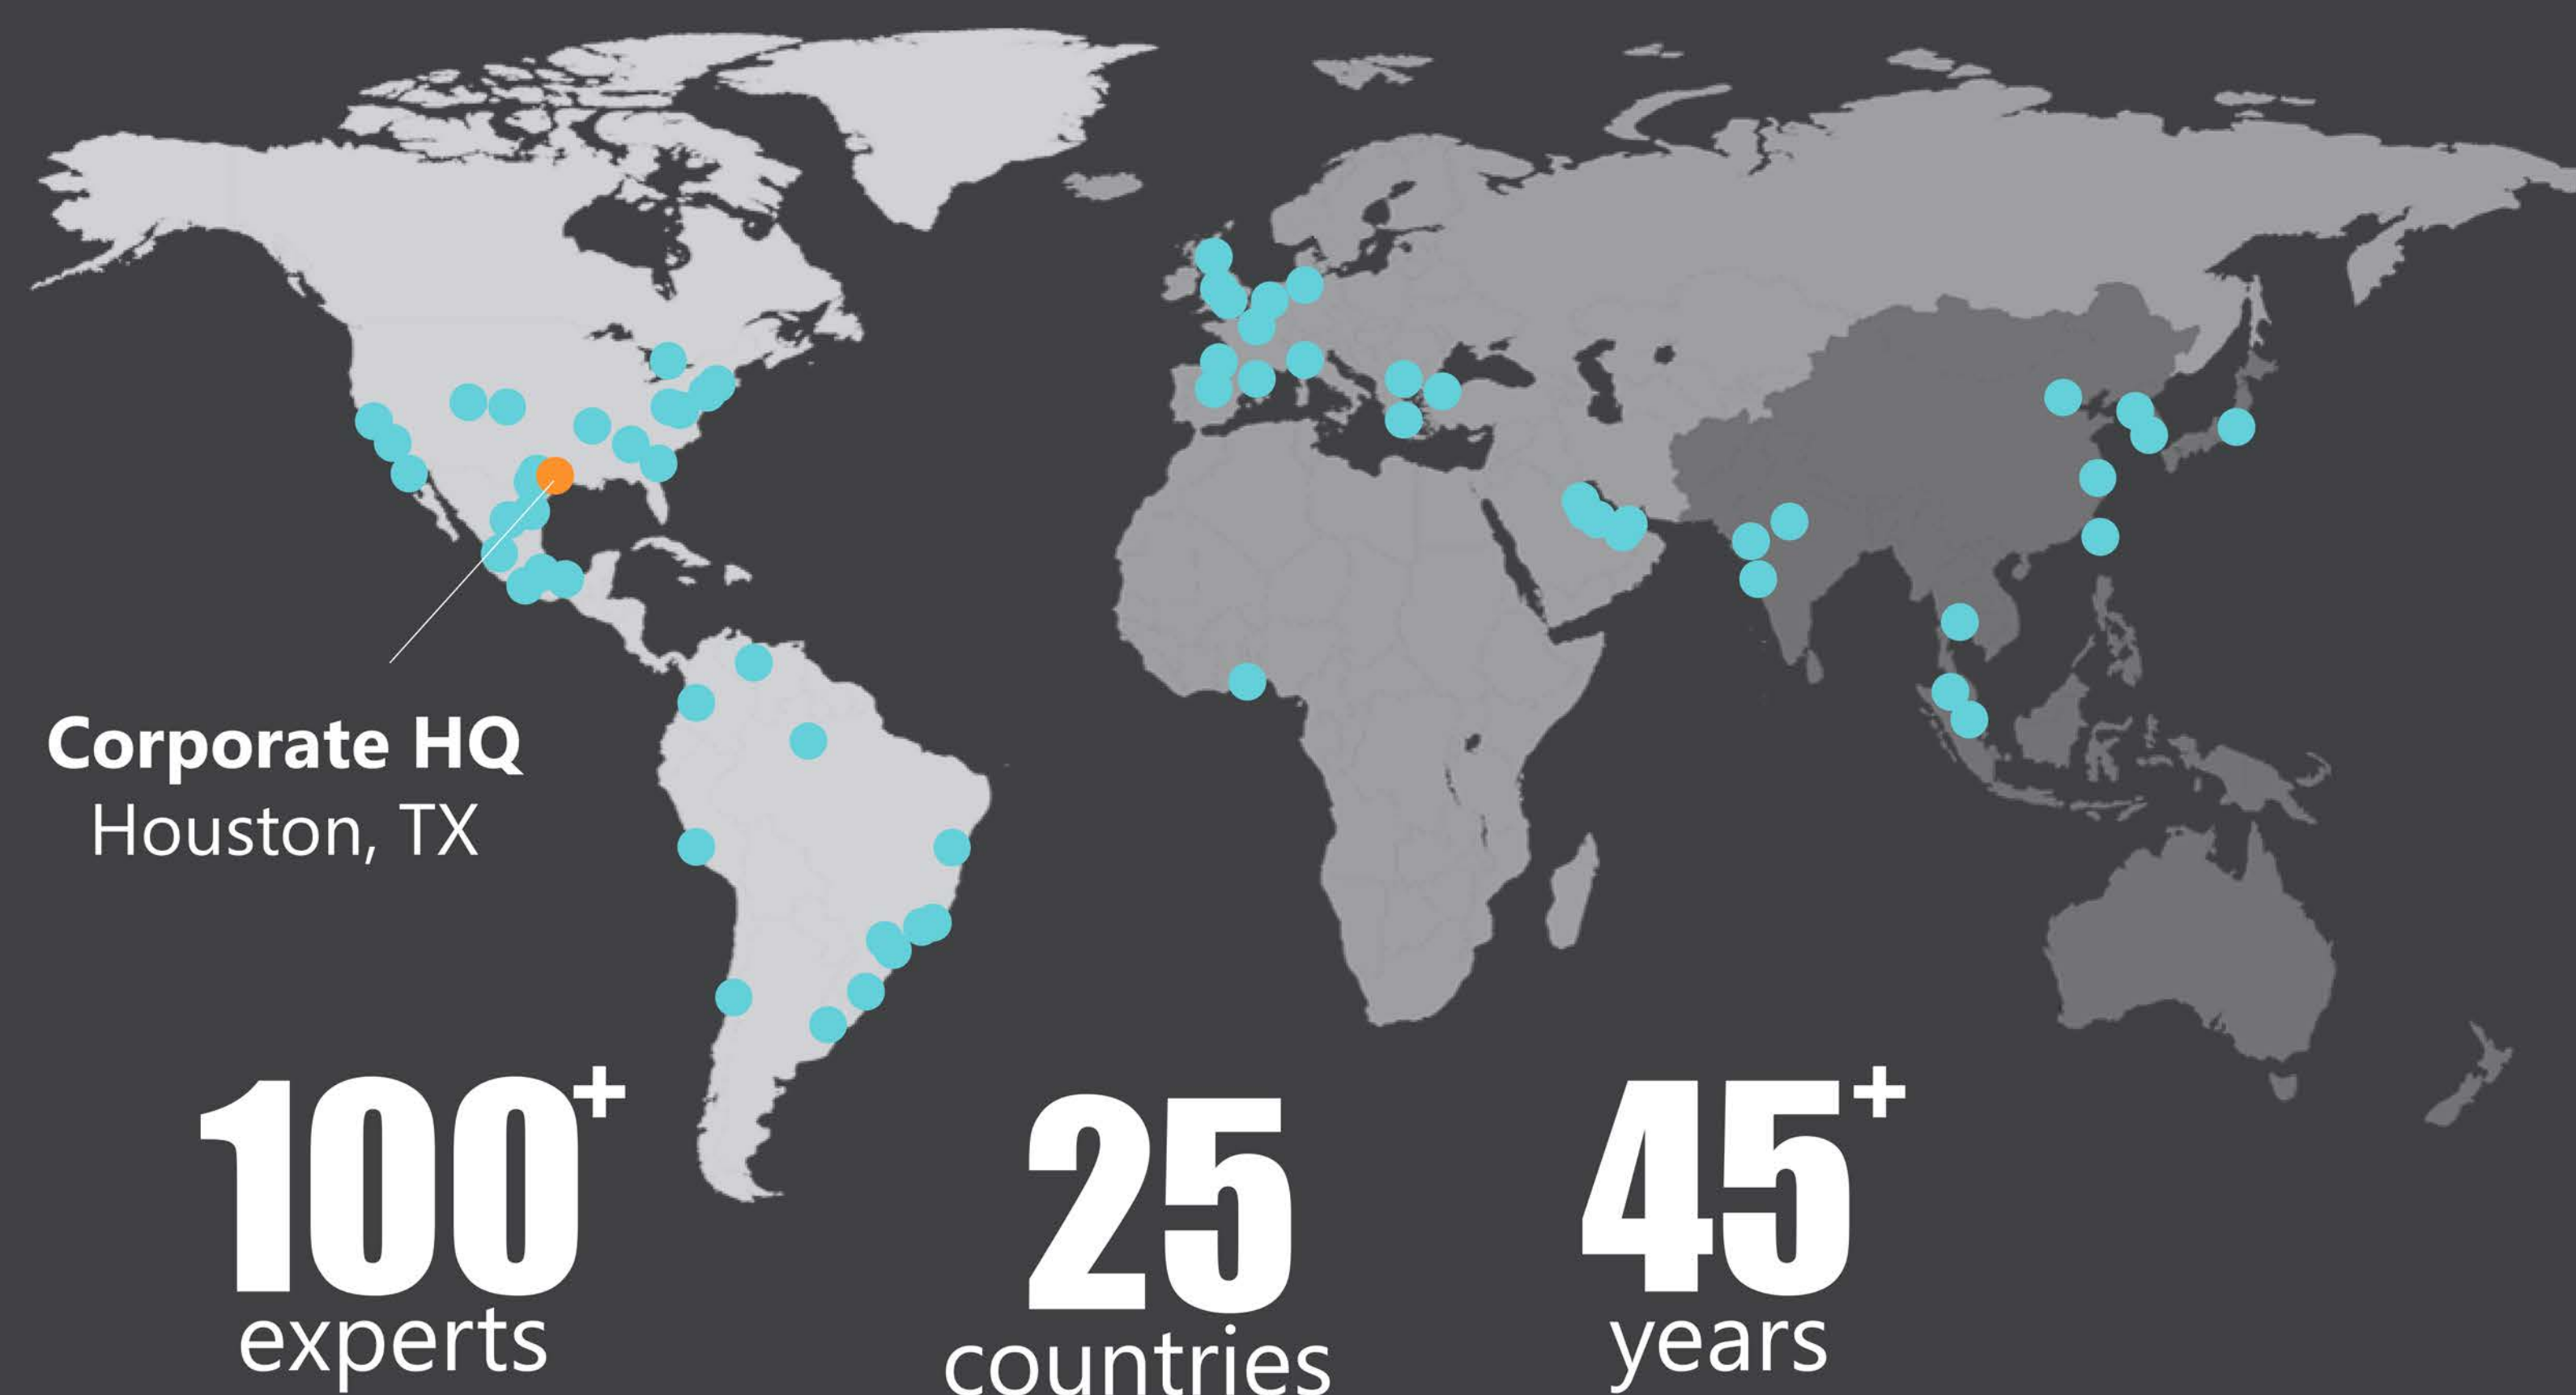 Corporate HQ
Houston, TX
100+
experts
25
countries
45+
years